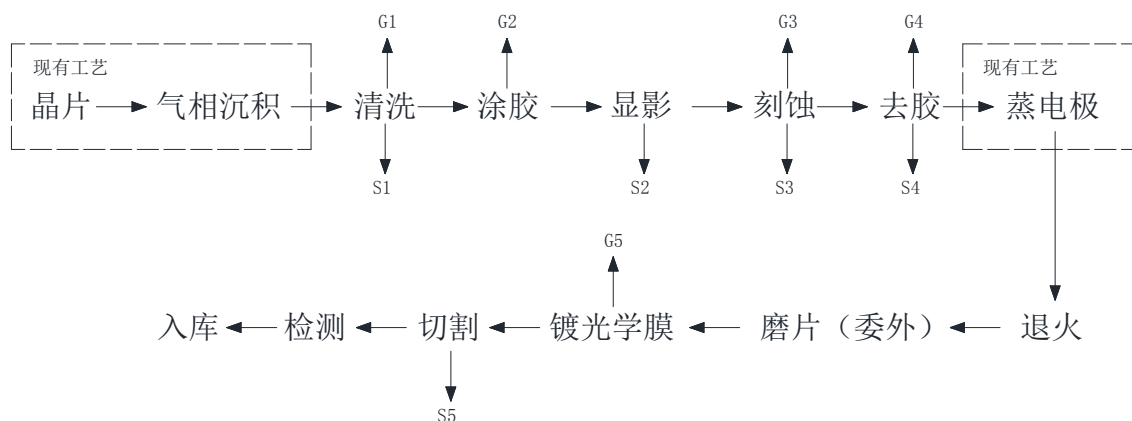 G1 G2 G3 G4
现有工艺 现有工艺
晶片 气相沉积 清洗 涂胶 显影 刻蚀 去胶 蒸电极
S1 S2 S3 S4
G5
入库 检测 切割 镀光学膜 磨片（委外） 退火
S5